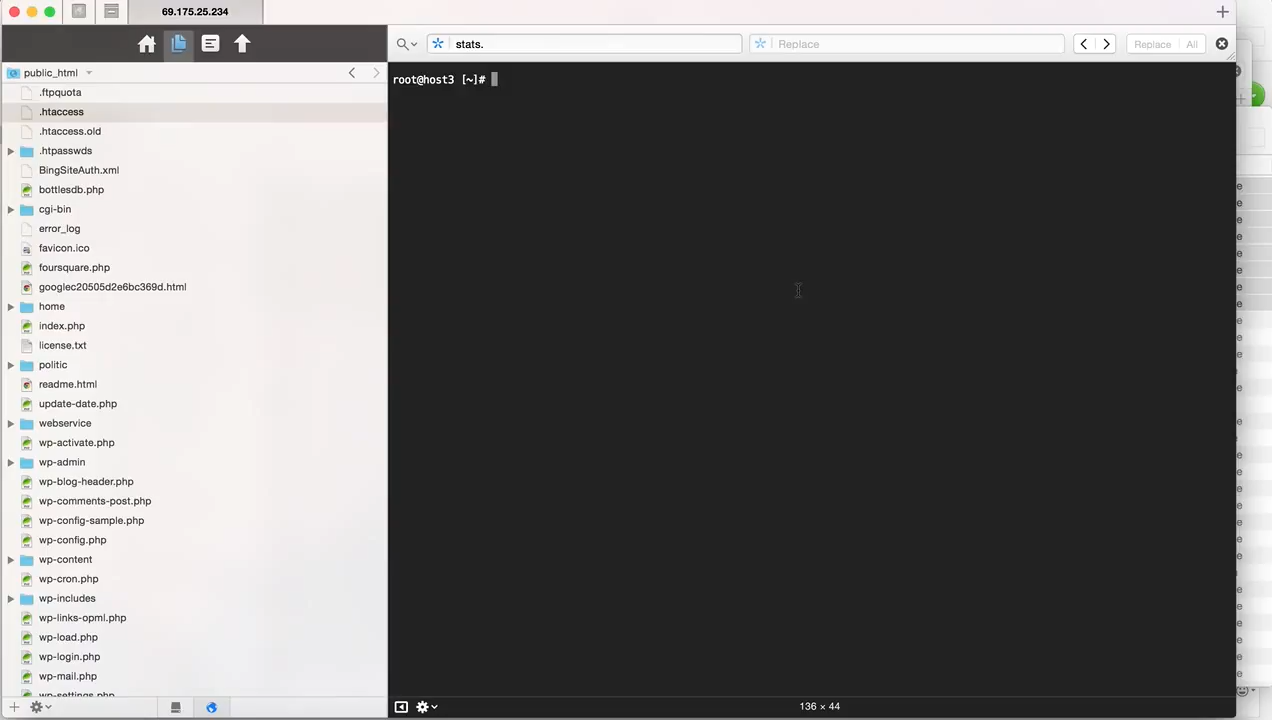 69.175.25.234
stats.
Replace
Replace All
public_html
root@host3 [~]#
.ftpquota
.htaccess
.htaccess.old
.htpasswds
BingSiteAuth.xml
bottlesdb.php
cgi-bin
error_log
favicon.ico
foursquare.php
googlec20505d2e6bc369d.html
home
index.php
license.txt
politic
readme.html
update-date.php
webservice
wp-activate.php
wp-admin
wp-blog-header.php
wp-comments-post.php
wp-config-sample.php
wp-config.php
wp-content
wp-cron.php
wp-includes
wp-links-opml.php
wp-load.php
wp-login.php
wp-mail.php
wp-settings.php
136 × 44